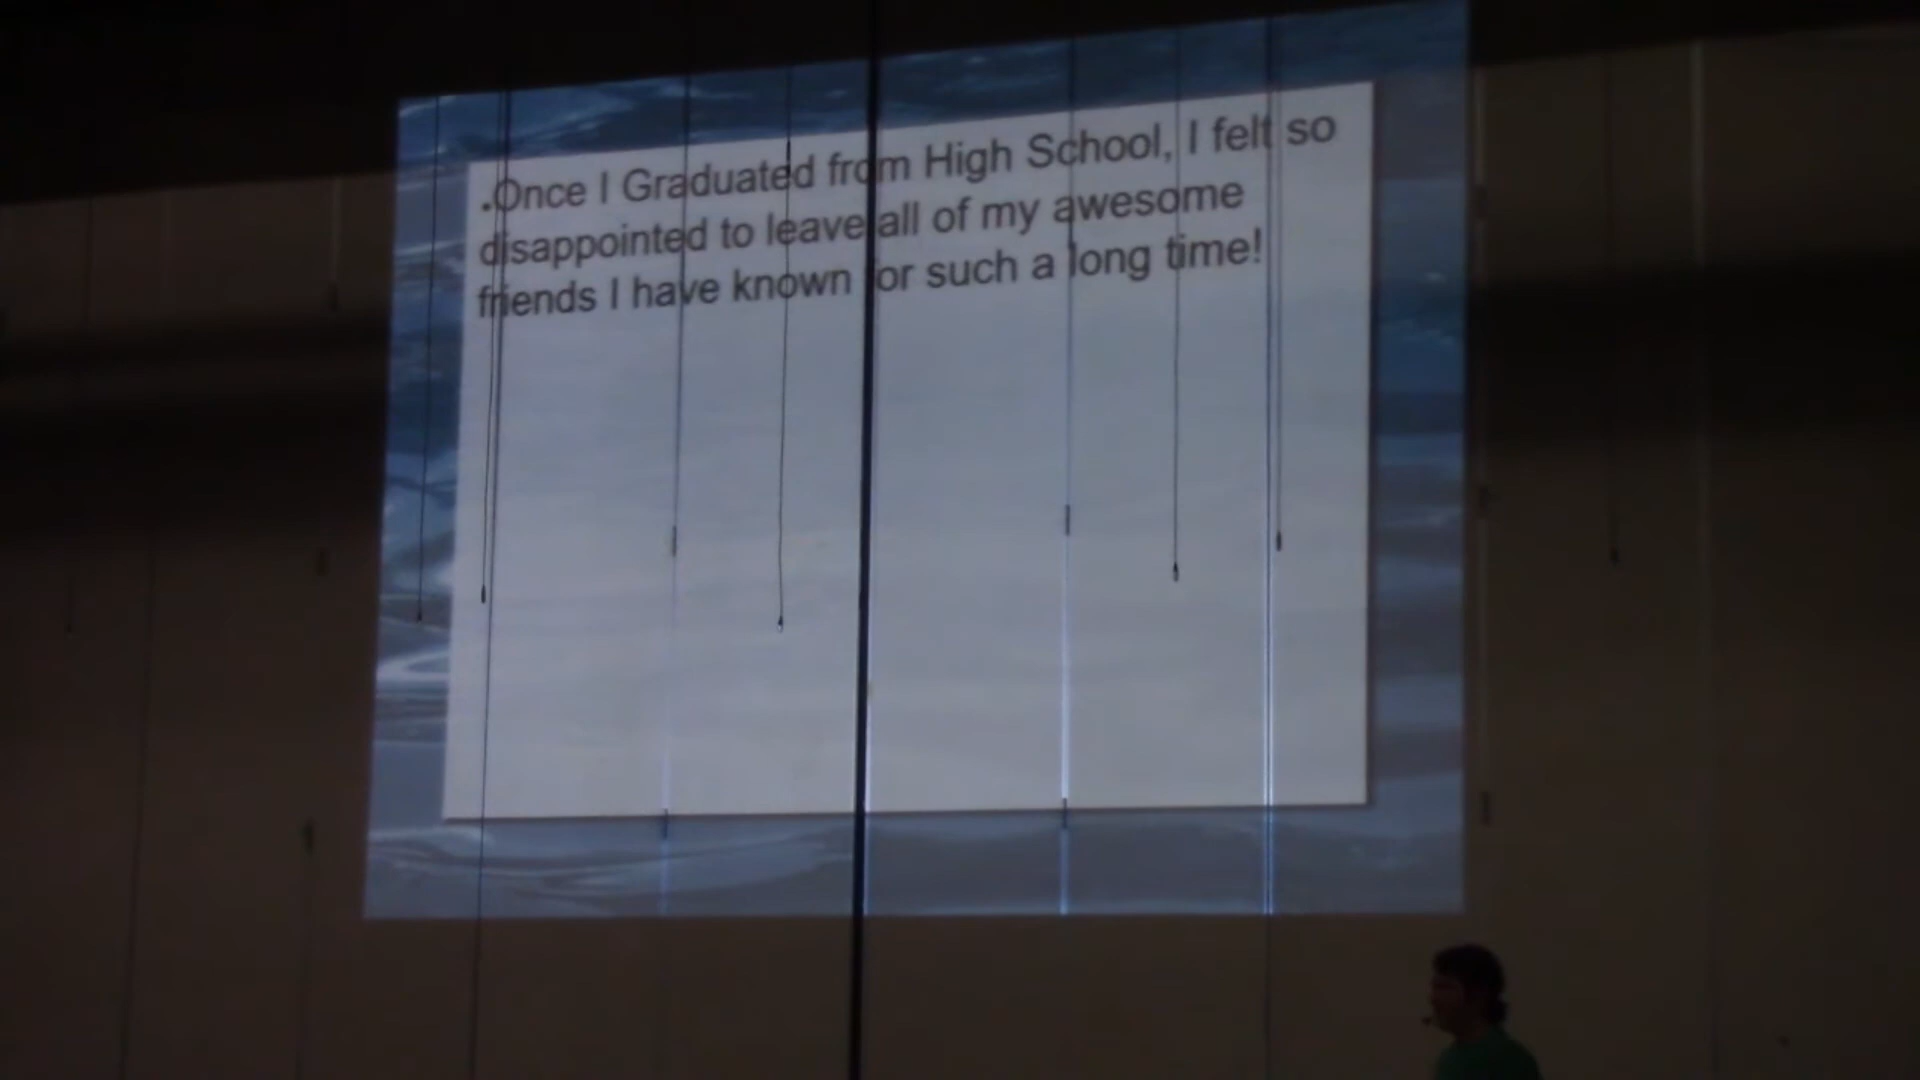 .Once I Graduated from High School, I felt so
disappointed to leave all of my awesome
friends I have known for such a long time!